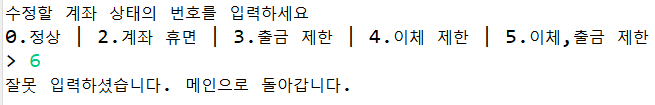 수정할 계좌 상태의 번호를 입력하세요
0.정상 | 2.계좌 휴면 | 3.출금 제한 | 4.이체 제한 | 5.이체,출금 제한
> 6
잘못 입력하셨습니다. 메인으로 돌아갑니다.